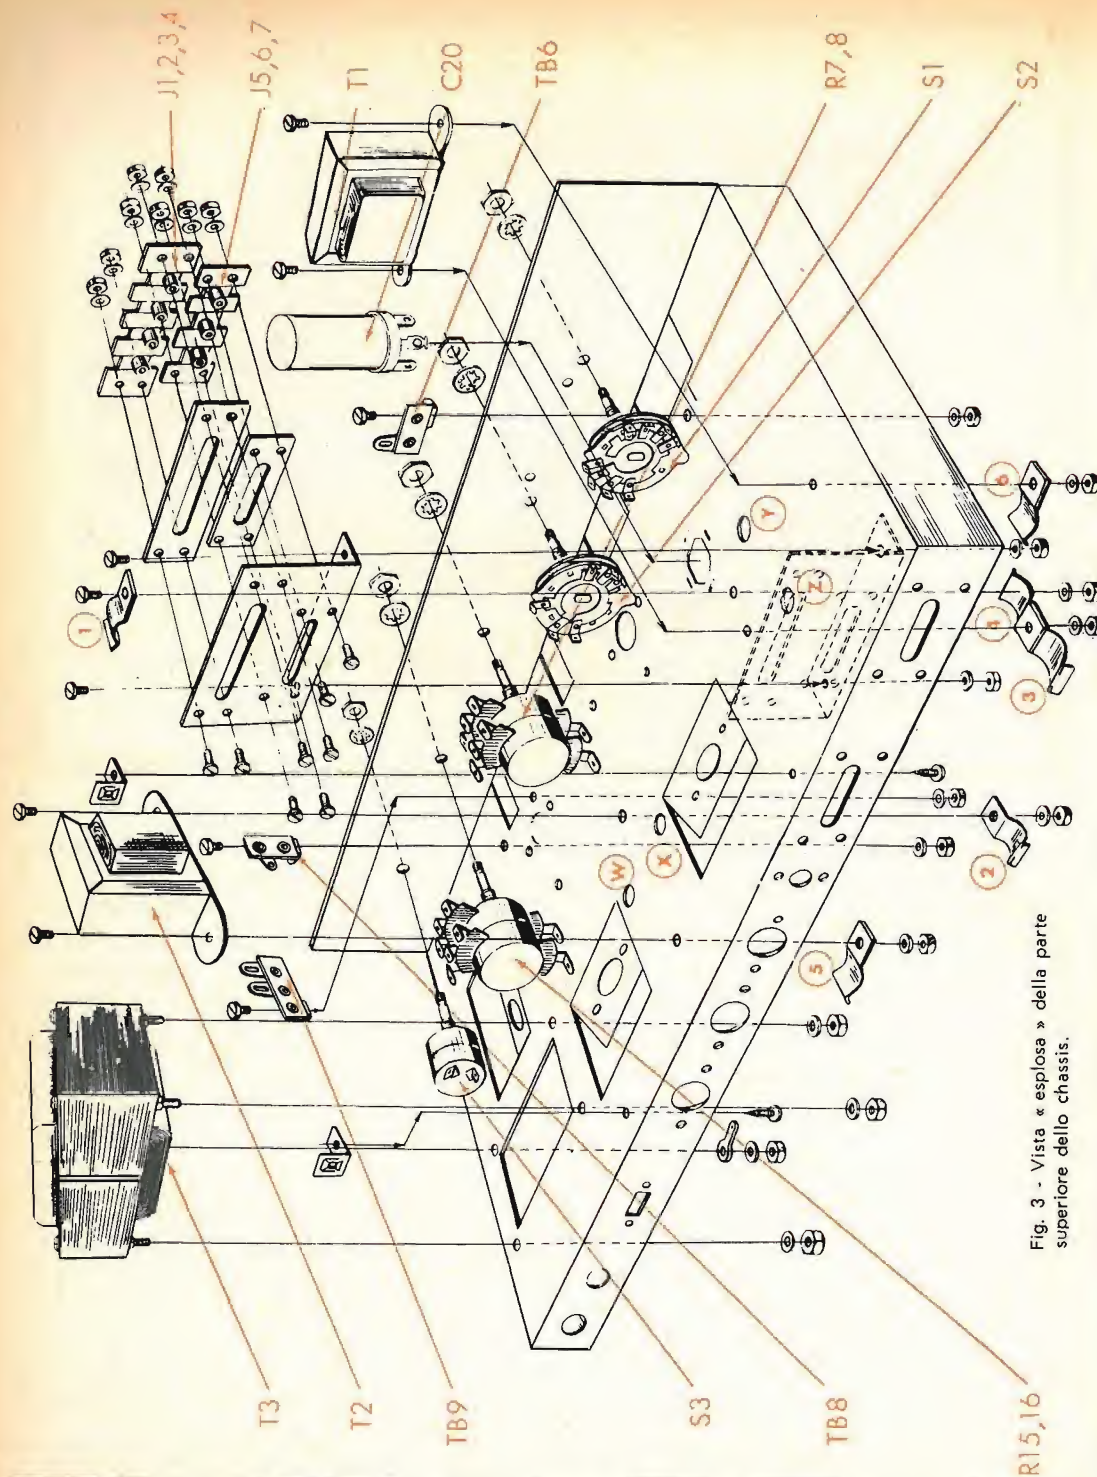 J1,2,3,4
J5,6,7
T1
C20
TB6
R7,8
S1
S2
1
6
Y
Z
4
3
X
W
2
5
T3
T2
TB9
S3
TB8
R15,16
Fig. 3 - Vista « esplosa » della parte
superiore dello chassis.